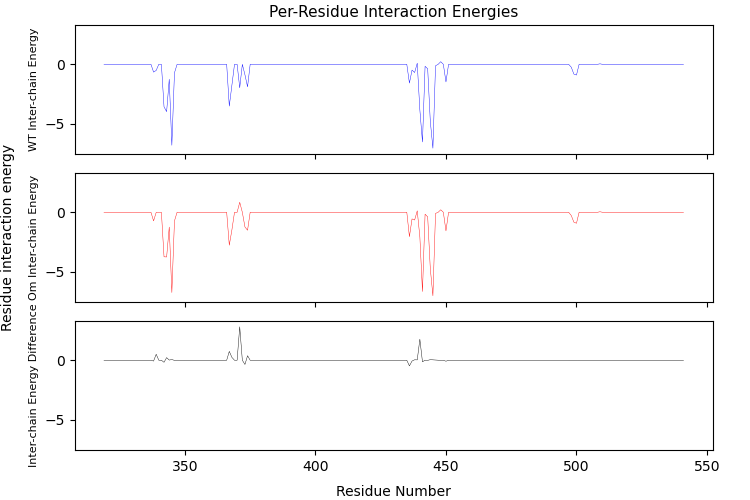 Per-Residue Interaction Energies
Residue interaction energy
WT Inter-chain Energy
0
−5
Om Inter-chain Energy
0
−5
Inter-chain Energy Difference
0
−5
350
400
450
500
550
Residue Number